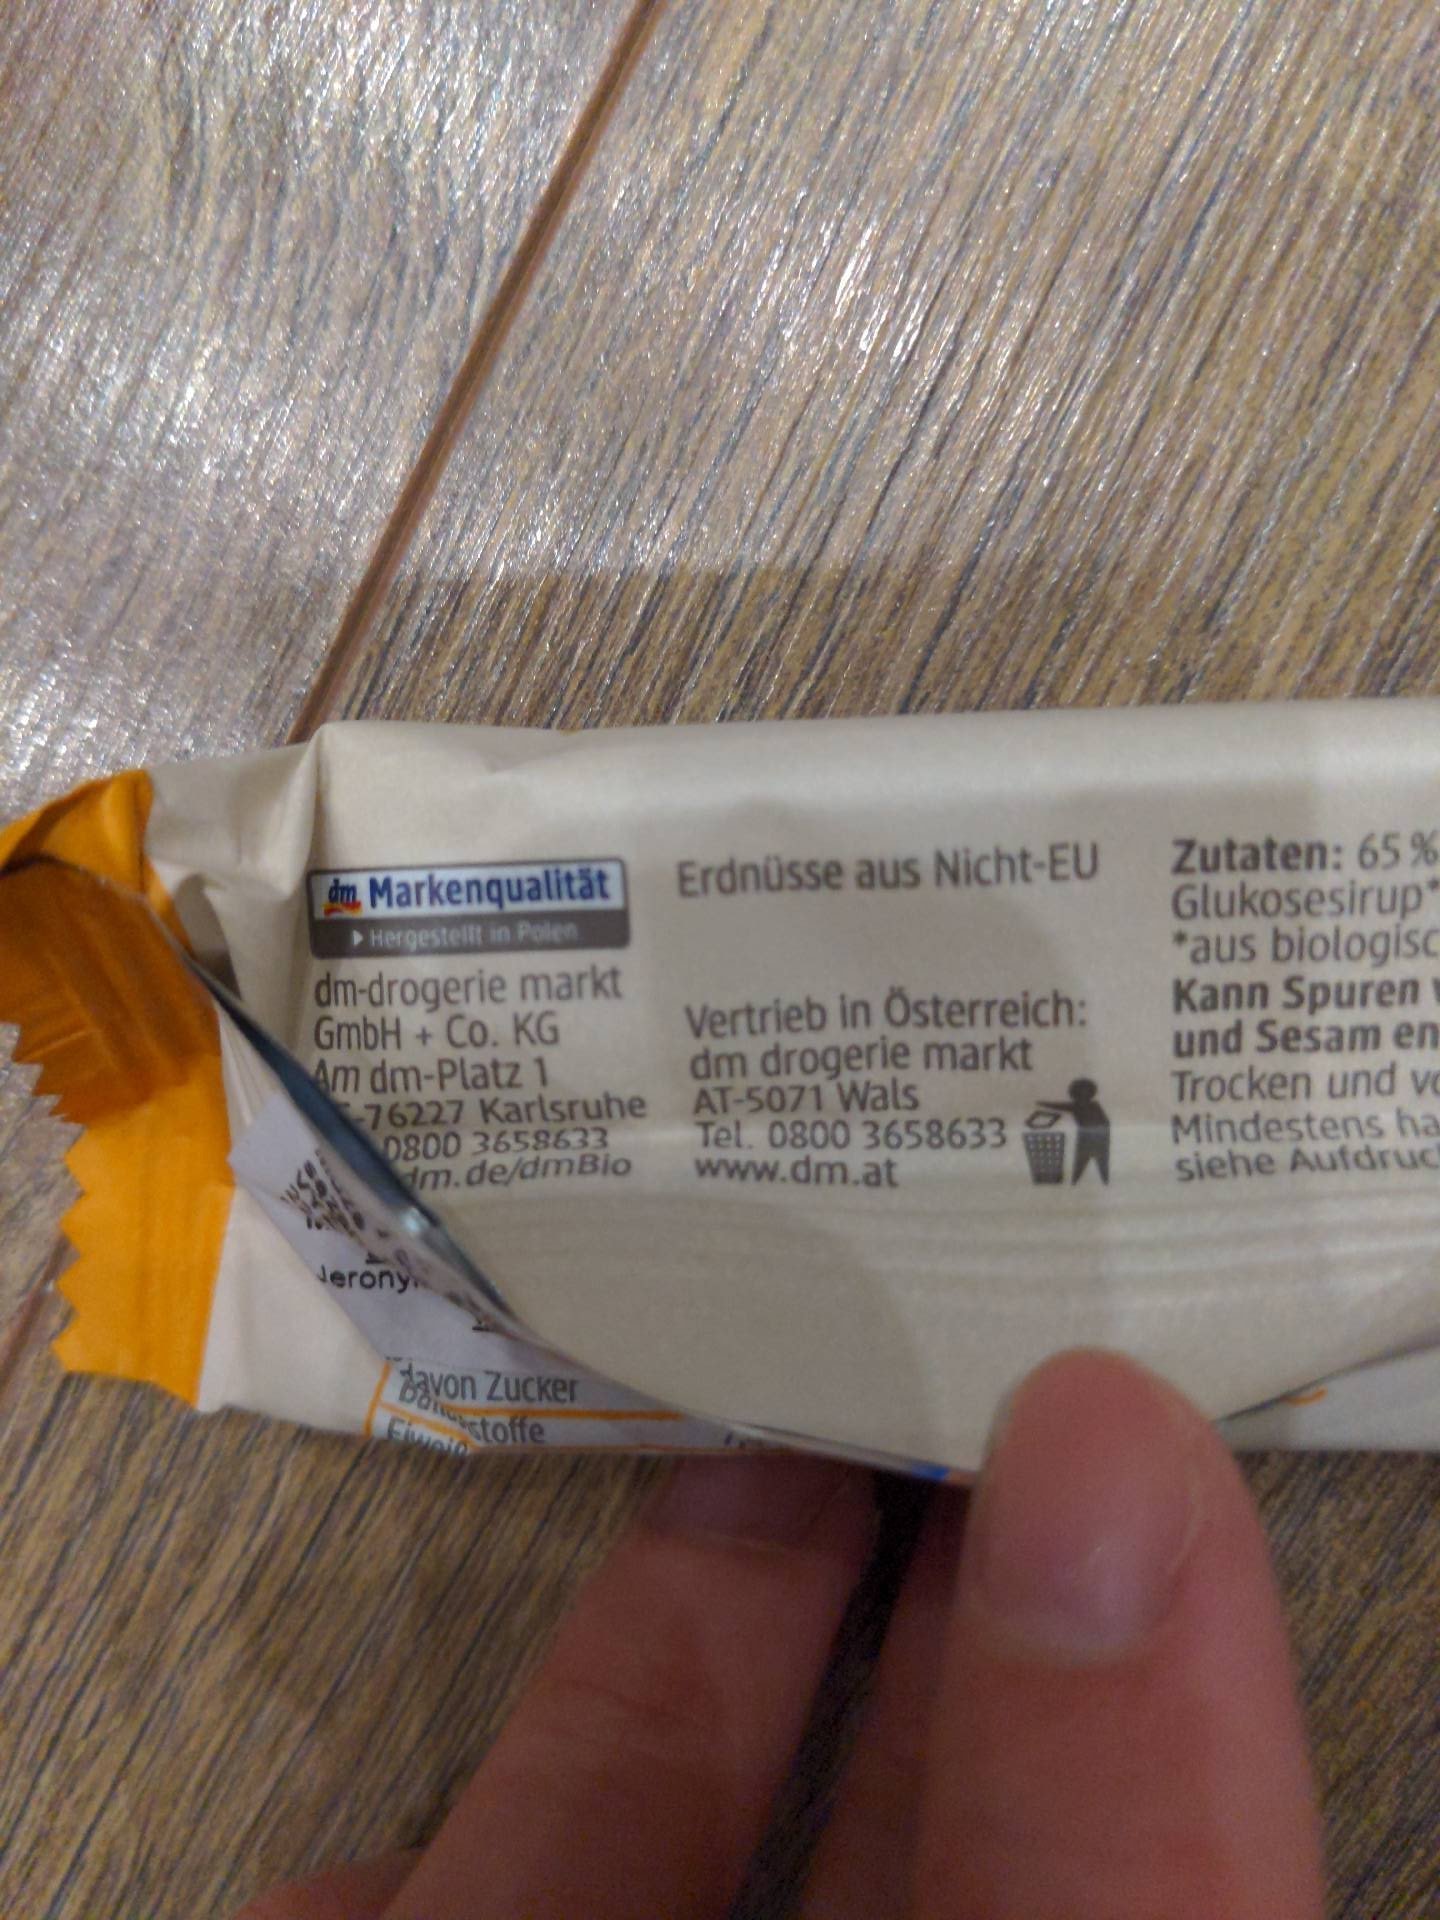 dm Markenqualität
Hergestellt in Polen
dm-drogerie markt
GmbH + Co. KG
Am dm-Platz 1
-76227 Karlsruhe
0800 3658633
dm.de/dmBio
Erdnüsse aus Nicht-EU
Vertrieb in Österreich:
dm drogerie markt
AT-5071 Wals
Tel. 0800 3658633
www.dm.at
Zutaten: 65 %
Glukosesirup*
*aus biologisc
Kann Spuren
und Sesam en
Trocken und vo
Mindestens ha
siehe Aufdruc
Jerony
davon Zucker
stoffe
Eiweiß